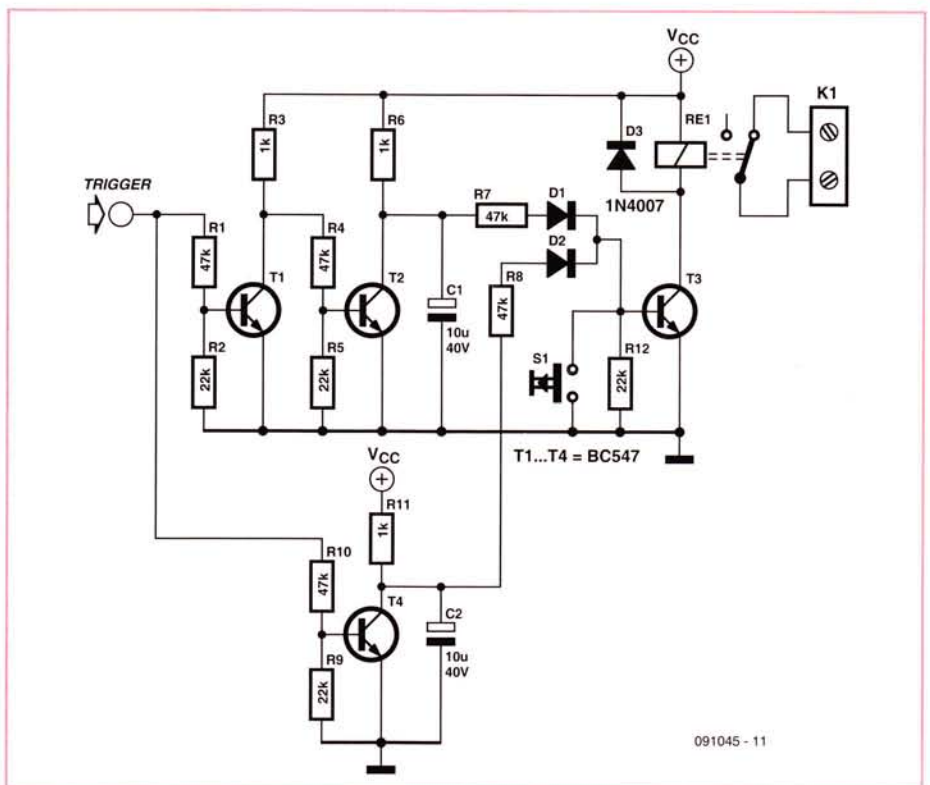 VCC
K1
R3
R6
D3
RE1
1k
1k
TRIGGER
1N4007
R1
R4
R7
D1
47k
47k
47k
D2
T1
T2
R8
T3
C1
R2
R5
47k
S1
R12
10u
40V
22k
22k
22k
VCC
T1...T4 = BC547
R11
1k
R10
47k
T4
C2
R9
10u
40V
22k
091045 - 11